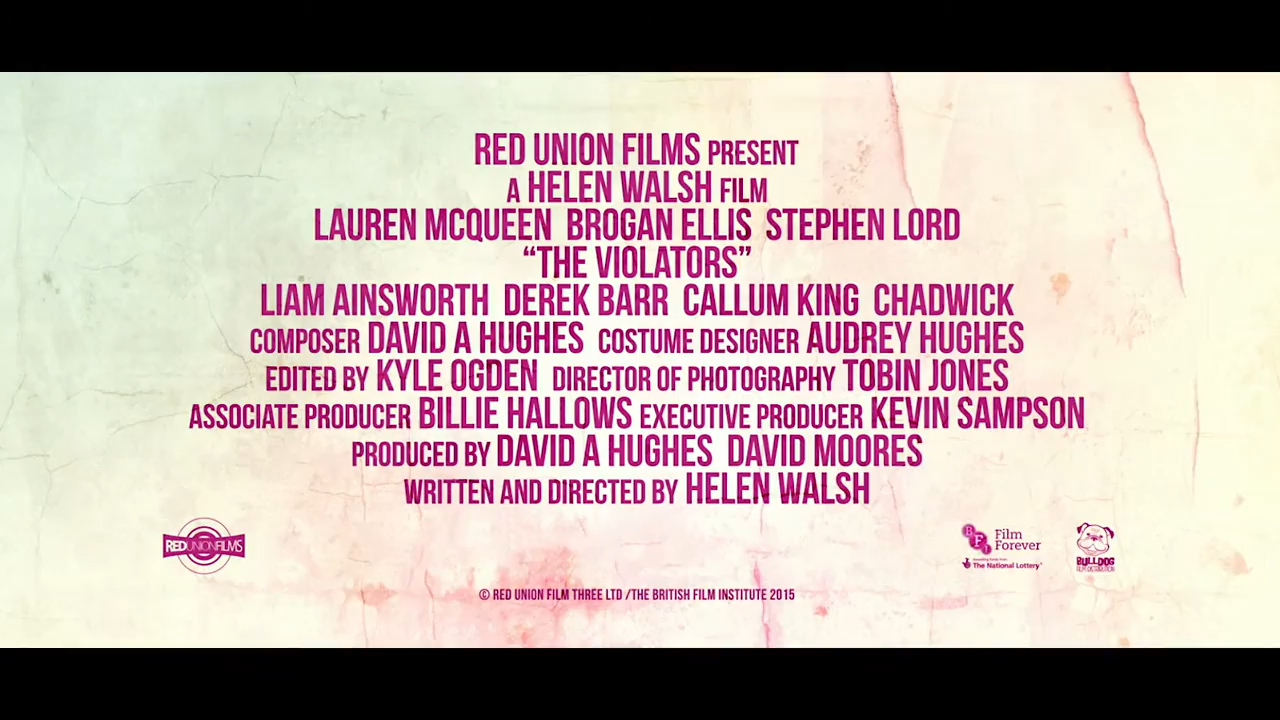 RED UNION FILMS PRESENT
A HELEN WALSH FILM
LAUREN MCQUEEN BROGAN ELLIS STEPHEN LORD
“THE VIOLATORS”
LIAM AINSWORTH DEREK BARR CALLUM KING CHADWICK
COMPOSER DAVID A HUGHES COSTUME DESIGNER AUDREY HUGHES
EDITED BY KYLE OGDEN DIRECTOR OF PHOTOGRAPHY TOBIN JONES
ASSOCIATE PRODUCER BILLIE HALLOWS EXECUTIVE PRODUCER KEVIN SAMPSON
PRODUCED BY DAVID A HUGHES DAVID MOORES
WRITTEN AND DIRECTED BY HELEN WALSH
REDUNIONFILMS
BFI Film
Forever
The National Lottery
BULLDOG
FILM DISTRIBUTION
© RED UNION FILM THREE LTD /THE BRITISH FILM INSTITUTE 2015